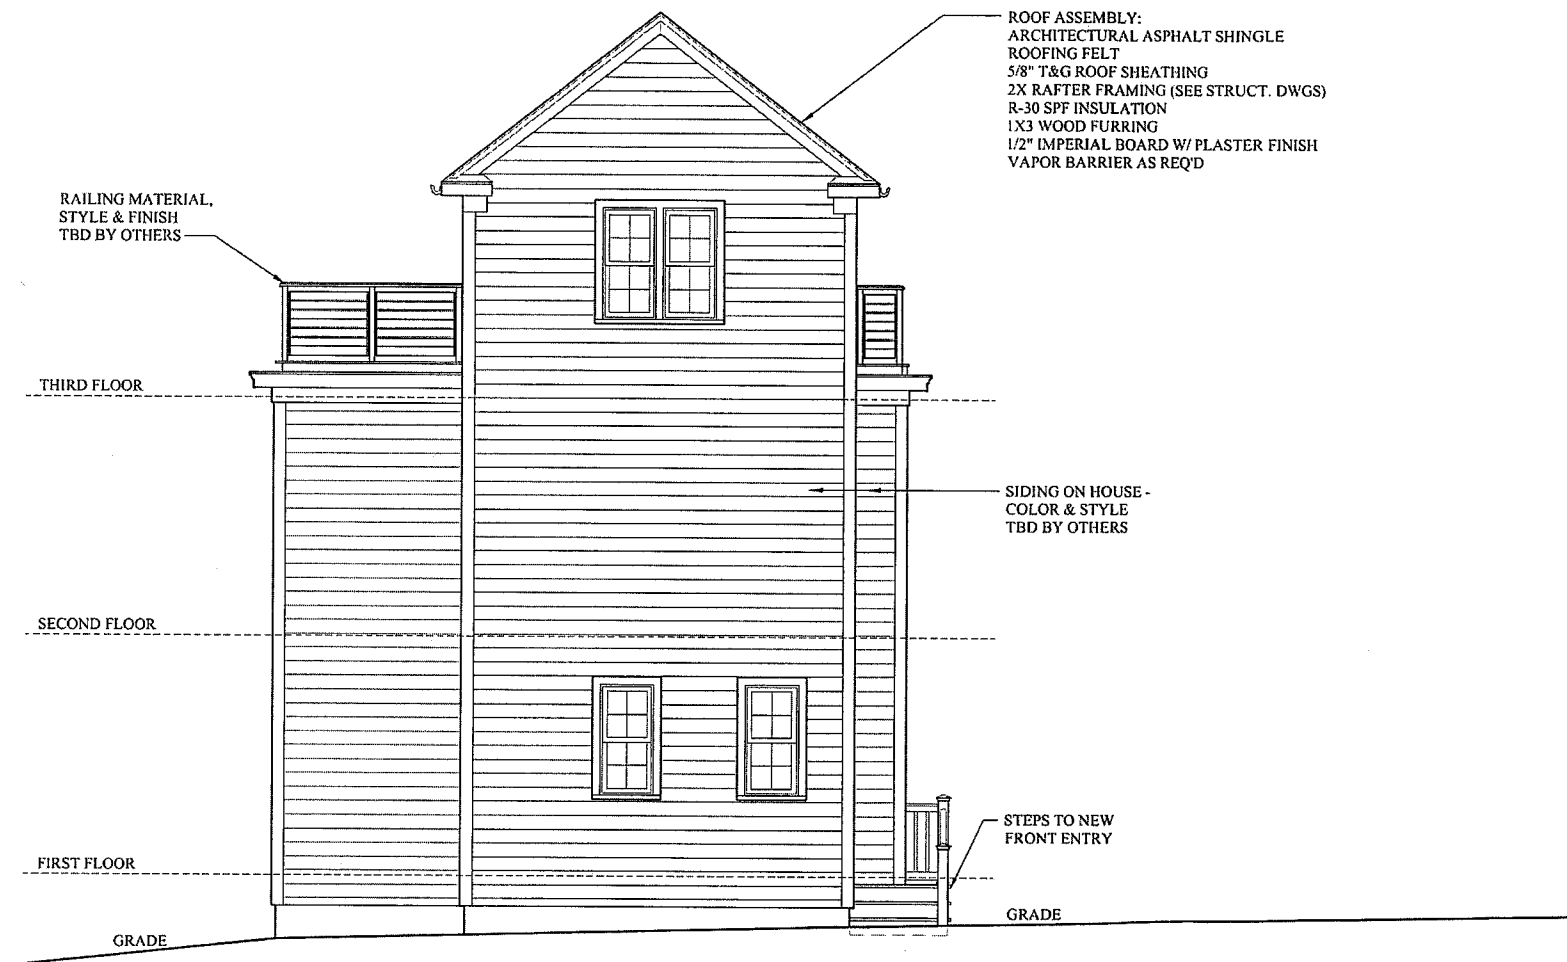 ROOF ASSEMBLY:
ARCHITECTURAL ASPHALT SHINGLE
ROOFING FELT
5/8" T&G ROOF SHEATHING
2X RAFTER FRAMING (SEE STRUCT. DWGS)
R-30 SPF INSULATION
1X3 WOOD FURRING
1/2" IMPERIAL BOARD W/ PLASTER FINISH
VAPOR BARRIER AS REQ'D
RAILING MATERIAL,
STYLE & FINISH
TBD BY OTHERS
THIRD FLOOR
SIDING ON HOUSE -
COLOR & STYLE
TBD BY OTHERS
SECOND FLOOR
STEPS TO NEW
FRONT ENTRY
FIRST FLOOR
GRADE
GRADE